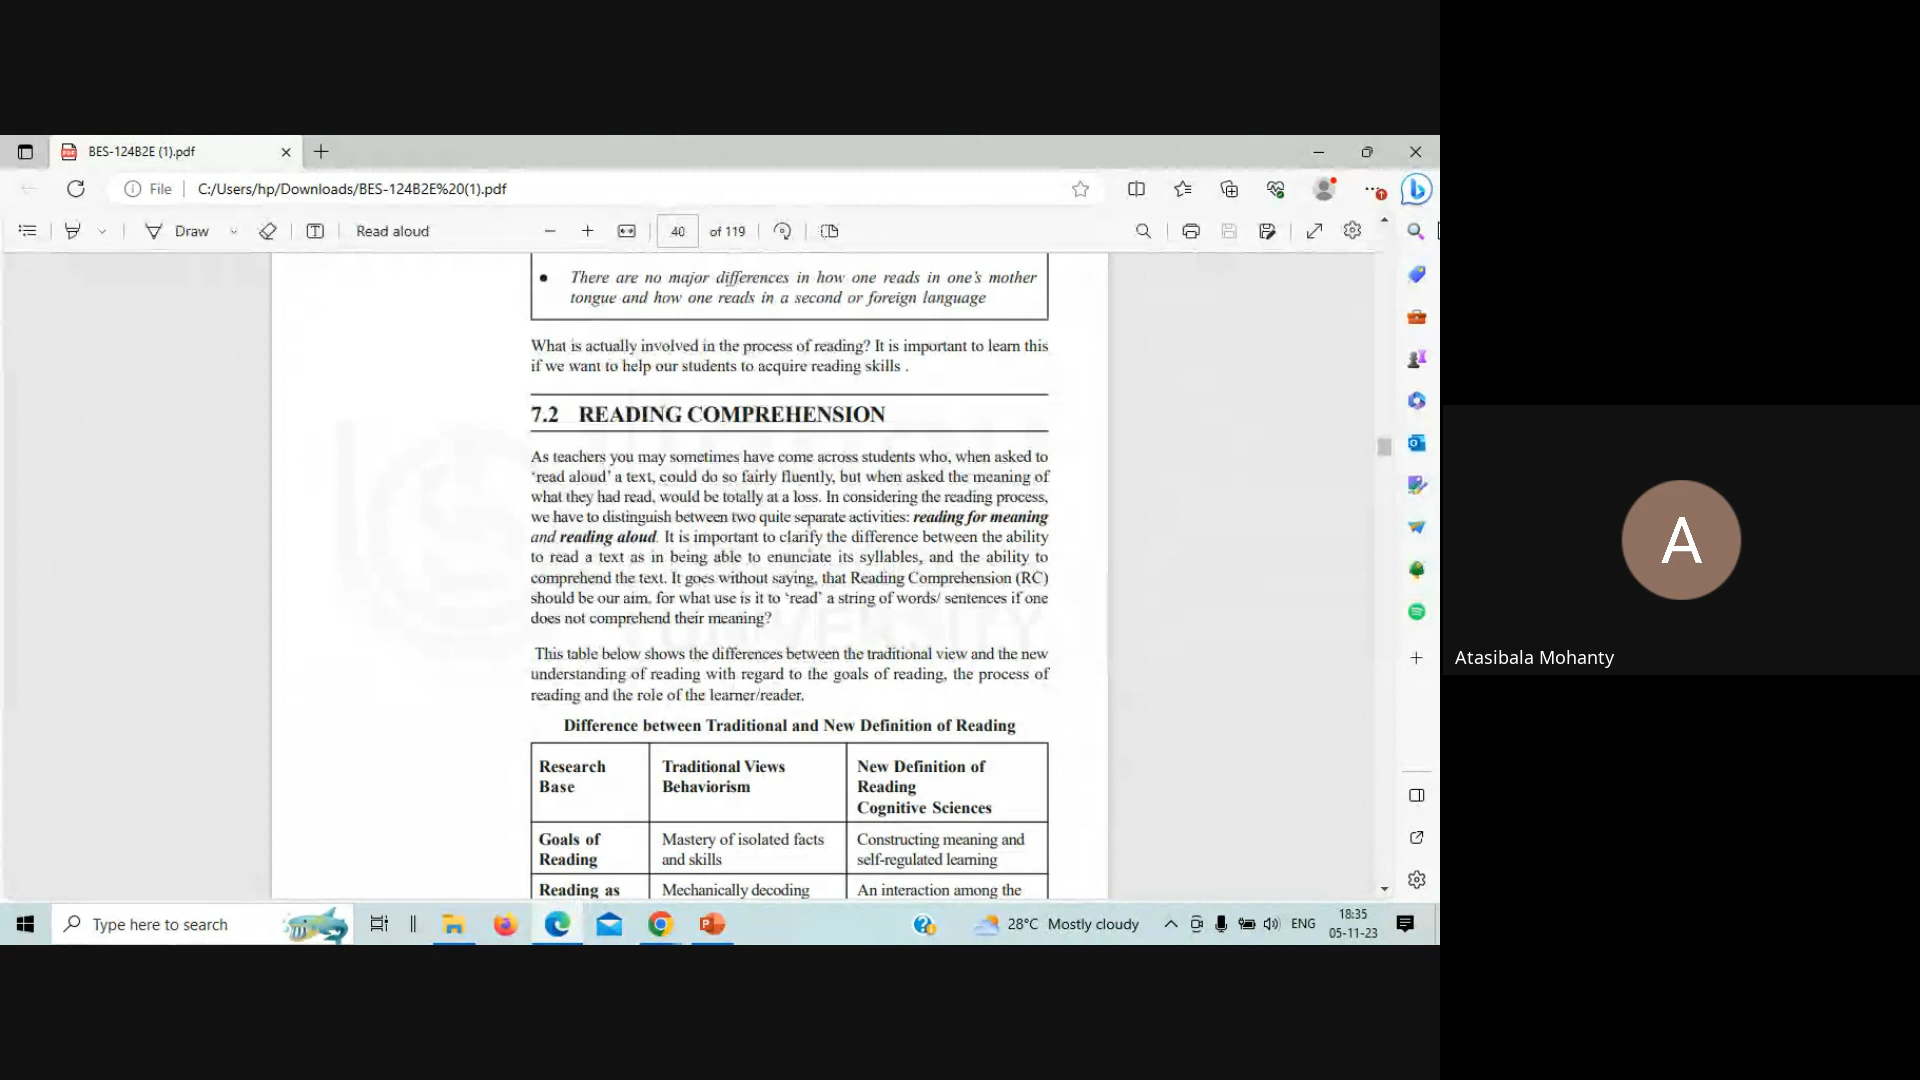 BES-124B2E (1).pdf
File
C:/Users/hp/Downloads/BES-124B2E%20(1).pdf
Draw
Read aloud
40
of 119
• There are no major differences in how one reads in one's mother
tongue and how one reads in a second or foreign language
What is actually involved in the process of reading? It is important to learn this
if we want to help our students to acquire reading skills .
7.2 READING COMPREHENSION
As teachers you may sometimes have come across students who, when asked to
'read aloud' a text, could do so fairly fluently, but when asked the meaning of
what they had read, would be totally at a loss. In considering the reading process,
we have to distinguish between two quite separate activities: reading for meaning
and reading aloud. It is important to clarify the difference between the ability
to read a text as in being able to enunciate its syllables, and the ability to
comprehend the text. It goes without saying, that Reading Comprehension (RC)
should be our aim, for what use is it to 'read' a string of words/ sentences if one
does not comprehend their meaning?
This table below shows the differences between the traditional view and the new
understanding of reading with regard to the goals of reading, the process of
reading and the role of the learner/reader.
Difference between Traditional and New Definition of Reading
Research
Base
Traditional Views
Behaviorism
New Definition of
Reading
Cognitive Sciences
Goals of
Reading
Mastery of isolated facts
and skills
Constructing meaning and
self-regulated learning
Reading as
Mechanically decoding
An interaction among the
A
Atasibala Mohanty
Type here to search
28°C Mostly cloudy
ENG
18:35
05-11-23